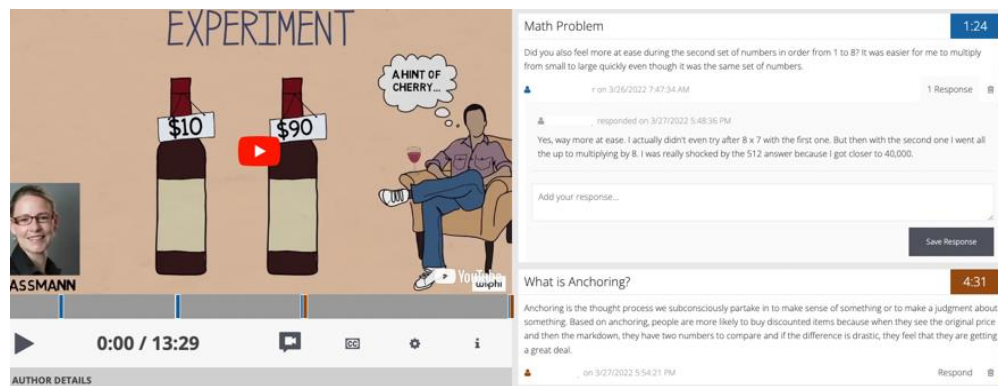 EXPERIMENT
$10
$90
A HINT OF
CHERRY...
ASSMANN
YouTube
wiphi
0:00 / 13:29
CC
i
AUTHOR DETAILS
Math Problem
1:24
Did you also feel more at ease during the second set of numbers in order from 1 to 8? It was easier for me to multiply
from small to large quickly even though it was the same set of numbers.
r on 3/26/2022 7:47:34 AM
1 Response
responded on 3/27/2022 5:48:36 PM
Yes, way more at ease. I actually didn't even try after 8 x 7 with the first one. But then with the second one I went all
the up to multiplying by 8. I was really shocked by the 512 answer because I got closer to 40,000.
Add your response...
Save Response
What is Anchoring?
4:31
Anchoring is the thought process we subconsciously partake in to make sense of something or to make a judgment about
something. Based on anchoring, people are more likely to buy discounted items because when they see the original price
and then the markdown, they have two numbers to compare and if the difference is drastic, they feel that they are getting
a great deal.
on 3/27/2022 5:54:21 PM
Respond